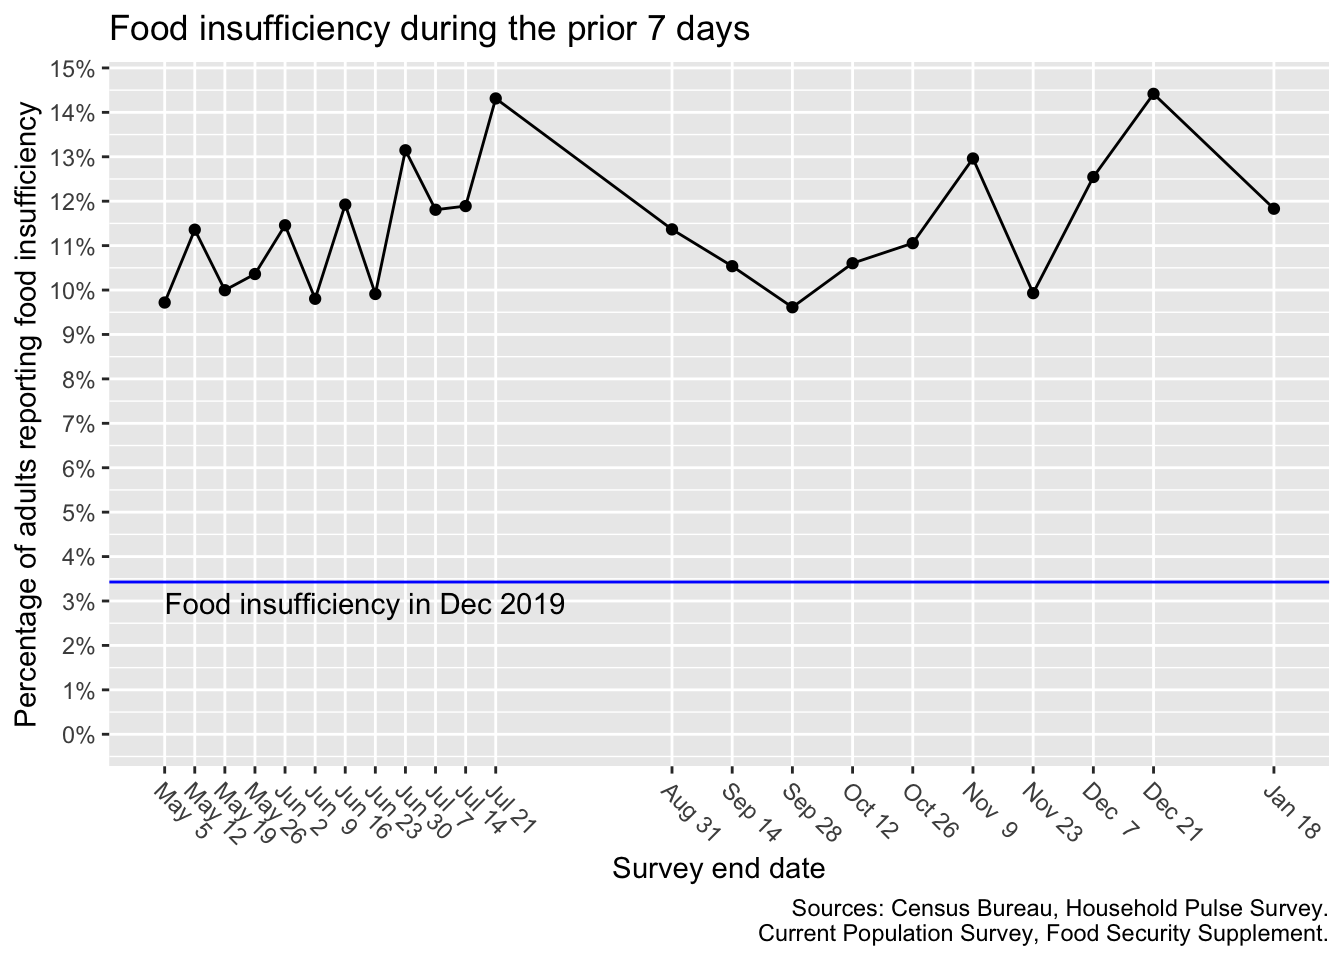 Food insufficiency during the prior 7 days
Percentage of adults reporting food insufficiency
15%
14%
13%
12%
11%
10%
9%
8%
7%
6%
5%
4%
3%
2%
1%
0%
Food insufficiency in Dec 2019
May 5
May 12
May 19
May 26
Jun 2
Jun 9
Jun 16
Jun 23
Jun 30
Jul 7
Jul 14
Jul 21
Aug 31
Sep 14
Sep 28
Oct 12
Oct 26
Nov 9
Nov 23
Dec 7
Dec 21
Jan 18
Survey end date
Sources: Census Bureau, Household Pulse Survey.
Current Population Survey, Food Security Supplement.